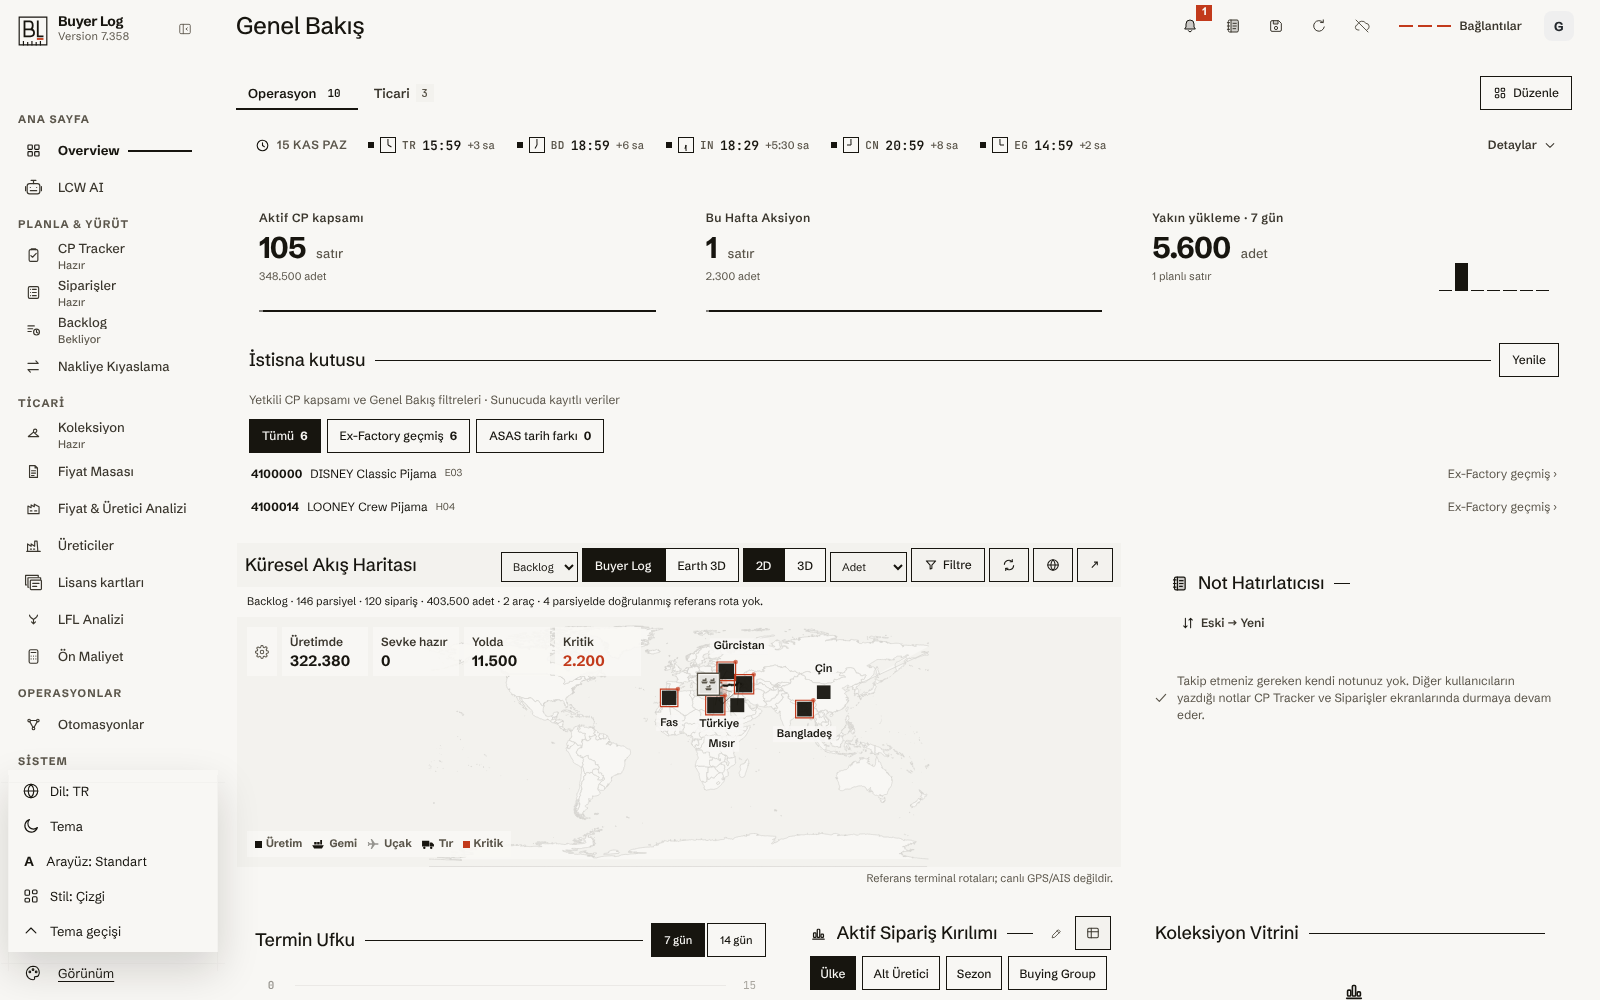 BL Buyer Log
Version 7.358
Genel Bakış
1
Bağlantılar
G
ANA SAYFA
Overview
LCW AI
PLANLA & YÜRÜT
CP Tracker
Hazır
Siparişler
Hazır
Backlog
Bekliyor
Nakliye Kıyaslama
TİCARİ
Koleksiyon
Hazır
Fiyat Masası
Fiyat & Üretici Analizi
Üreticiler
Lisans kartları
LFL Analizi
Ön Maliyet
OPERASYONLAR
Otomasyonlar
SİSTEM
Dil: TR
Tema
A Arayüz: Standart
Stil: Çizgi
Tema geçişi
Görünüm
Operasyon 10 Ticari 3
Düzenle
15 KAS PAZ TR 15:59 +3 sa BD 18:59 +6 sa IN 18:29 +5:30 sa CN 20:59 +8 sa EG 14:59 +2 sa
Detaylar
Aktif CP kapsamı
105 satır
348.500 adet
Bu Hafta Aksiyon
1 satır
2.300 adet
Yakın yükleme · 7 gün
5.600 adet
1 planlı satır
İstisna kutusu
Yenile
Yetkili CP kapsamı ve Genel Bakış filtreleri · Sunucuda kayıtlı veriler
Tümü 6 Ex-Factory geçmiş 6 ASAS tarih farkı 0
4100000 DISNEY Classic Pijama E03 Ex-Factory geçmiş ›
4100014 LOONEY Crew Pijama H04 Ex-Factory geçmiş ›
Küresel Akış Haritası
Backlog Buyer Log Earth 3D 2D 3D Adet Filtre
Backlog · 146 parsiyel · 120 sipariş · 403.500 adet · 2 araç · 4 parsiyelde doğrulanmış referans rota yok.
Üretimde
322.380
Sevke hazır
0
Yolda
11.500
Kritik
2.200
Gürcistan
Çin
Fas
Türkiye
Bangladeş
Mısır
Üretim Gemi Uçak Tır Kritik
Referans terminal rotaları; canlı GPS/AIS değildir.
Not Hatırlatıcısı
Eski → Yeni
Takip etmeniz gereken kendi notunuz yok. Diğer kullanıcıların
yazdığı notlar CP Tracker ve Siparişler ekranlarında durmaya devam
eder.
Termin Ufku
7 gün 14 gün
0 15
Aktif Sipariş Kırılımı
Ülke Alt Üretici Sezon Buying Group
Koleksiyon Vitrini